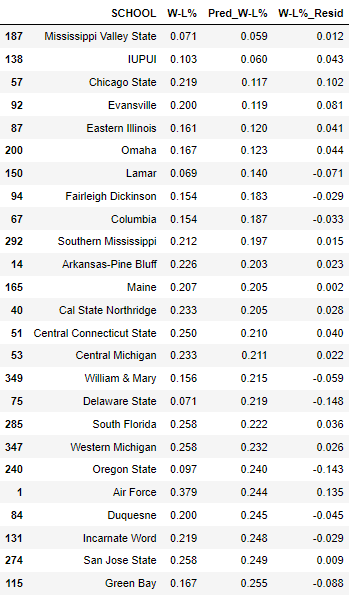 SCHOOL W-L% Pred_W-L% W-L%_Resid
187 Mississippi Valley State 0.071 0.059 0.012
138 IUPUI 0.103 0.060 0.043
57 Chicago State 0.219 0.117 0.102
92 Evansville 0.200 0.119 0.081
87 Eastern Illinois 0.161 0.120 0.041
200 Omaha 0.167 0.123 0.044
150 Lamar 0.069 0.140 -0.071
94 Fairleigh Dickinson 0.154 0.183 -0.029
67 Columbia 0.154 0.187 -0.033
292 Southern Mississippi 0.212 0.197 0.015
14 Arkansas-Pine Bluff 0.226 0.203 0.023
165 Maine 0.207 0.205 0.002
40 Cal State Northridge 0.233 0.205 0.028
51 Central Connecticut State 0.250 0.210 0.040
53 Central Michigan 0.233 0.211 0.022
349 William & Mary 0.156 0.215 -0.059
75 Delaware State 0.071 0.219 -0.148
285 South Florida 0.258 0.222 0.036
347 Western Michigan 0.258 0.232 0.026
240 Oregon State 0.097 0.240 -0.143
1 Air Force 0.379 0.244 0.135
84 Duquesne 0.200 0.245 -0.045
131 Incarnate Word 0.219 0.248 -0.029
274 San Jose State 0.258 0.249 0.009
115 Green Bay 0.167 0.255 -0.088